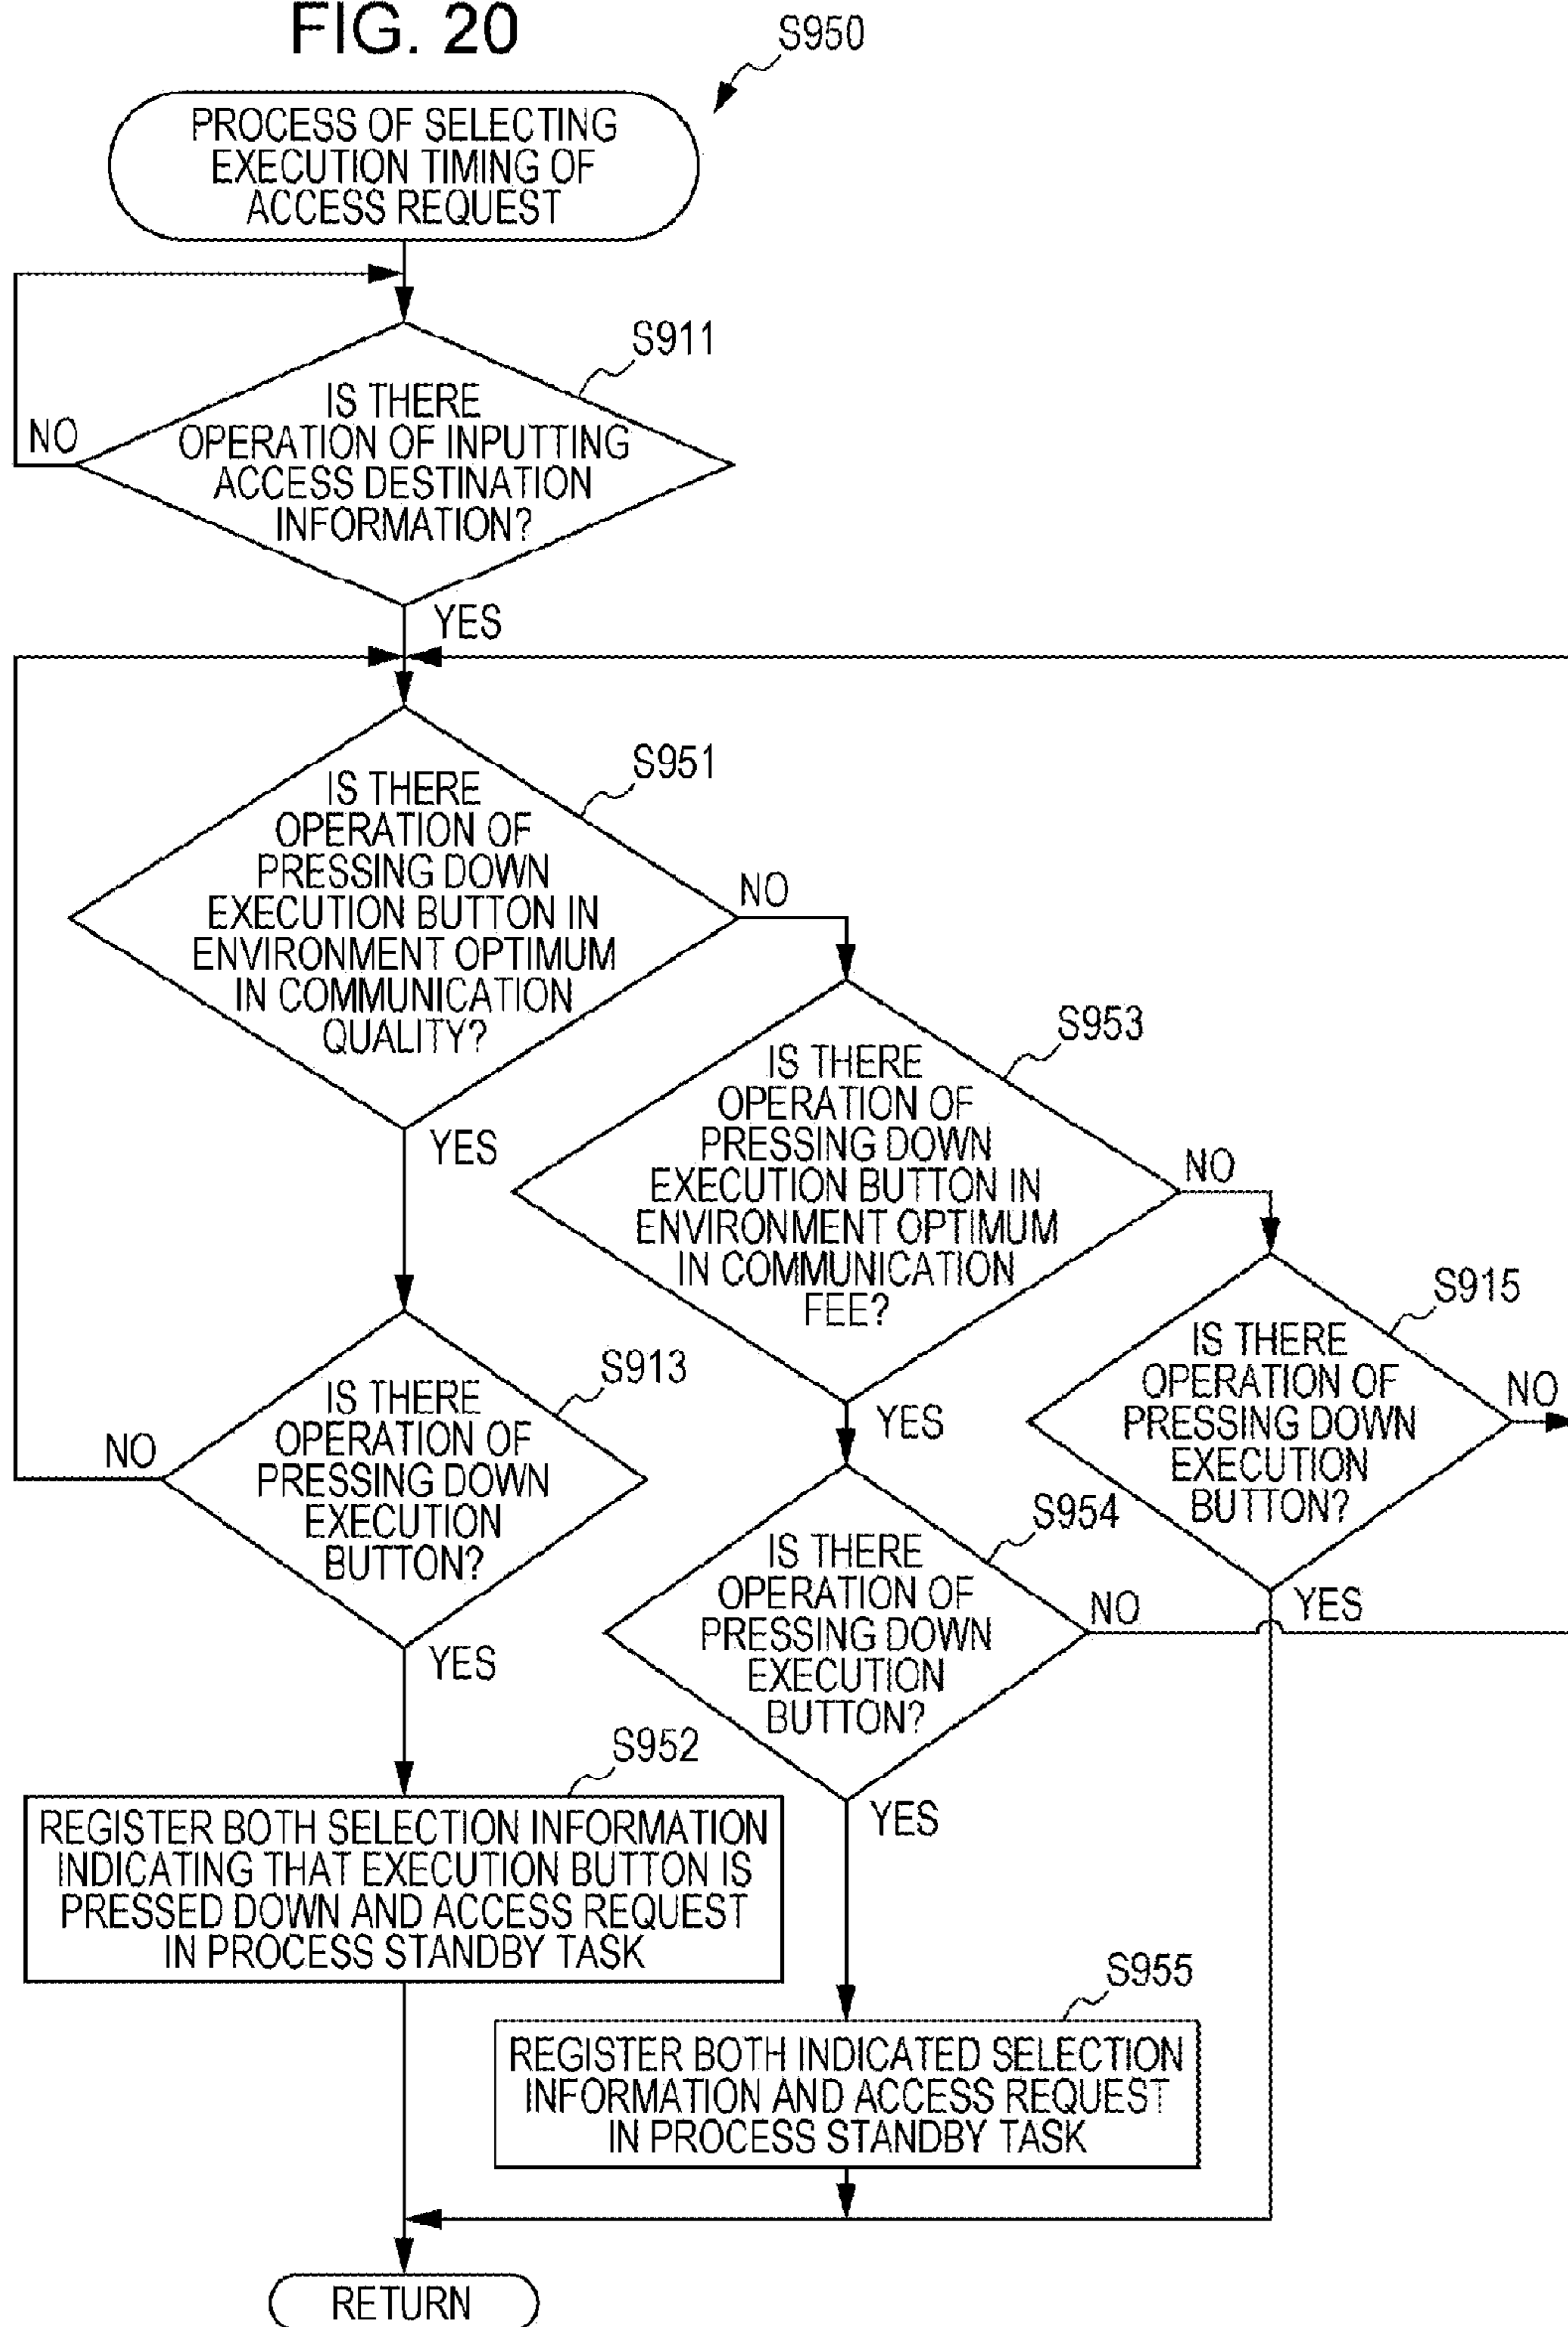 FIG. 20
S950
PROCESS OF SELECTING
EXECUTION TIMING OF
ACCESS REQUEST
S911
IS THERE
OPERATION OF INPUTTING
ACCESS DESTINATION
INFORMATION?
NO
YES
S951
IS THERE
OPERATION OF
PRESSING DOWN
EXECUTION BUTTON IN
ENVIRONMENT OPTIMUM
IN COMMUNICATION
QUALITY?
NO
YES
S953
IS THERE
OPERATION OF
PRESSING DOWN
EXECUTION BUTTON IN
ENVIRONMENT OPTIMUM
IN COMMUNICATION
FEE?
NO
YES
S915
IS THERE
OPERATION OF
PRESSING DOWN
EXECUTION
BUTTON?
NO
YES
S913
IS THERE
OPERATION OF
PRESSING DOWN
EXECUTION
BUTTON?
NO
YES
S954
IS THERE
OPERATION OF
PRESSING DOWN
EXECUTION
BUTTON?
NO
YES
S952
REGISTER BOTH SELECTION INFORMATION
INDICATING THAT EXECUTION BUTTON IS
PRESSED DOWN AND ACCESS REQUEST
IN PROCESS STANDBY TASK
S955
REGISTER BOTH INDICATED SELECTION
INFORMATION AND ACCESS REQUEST
IN PROCESS STANDBY TASK
RETURN